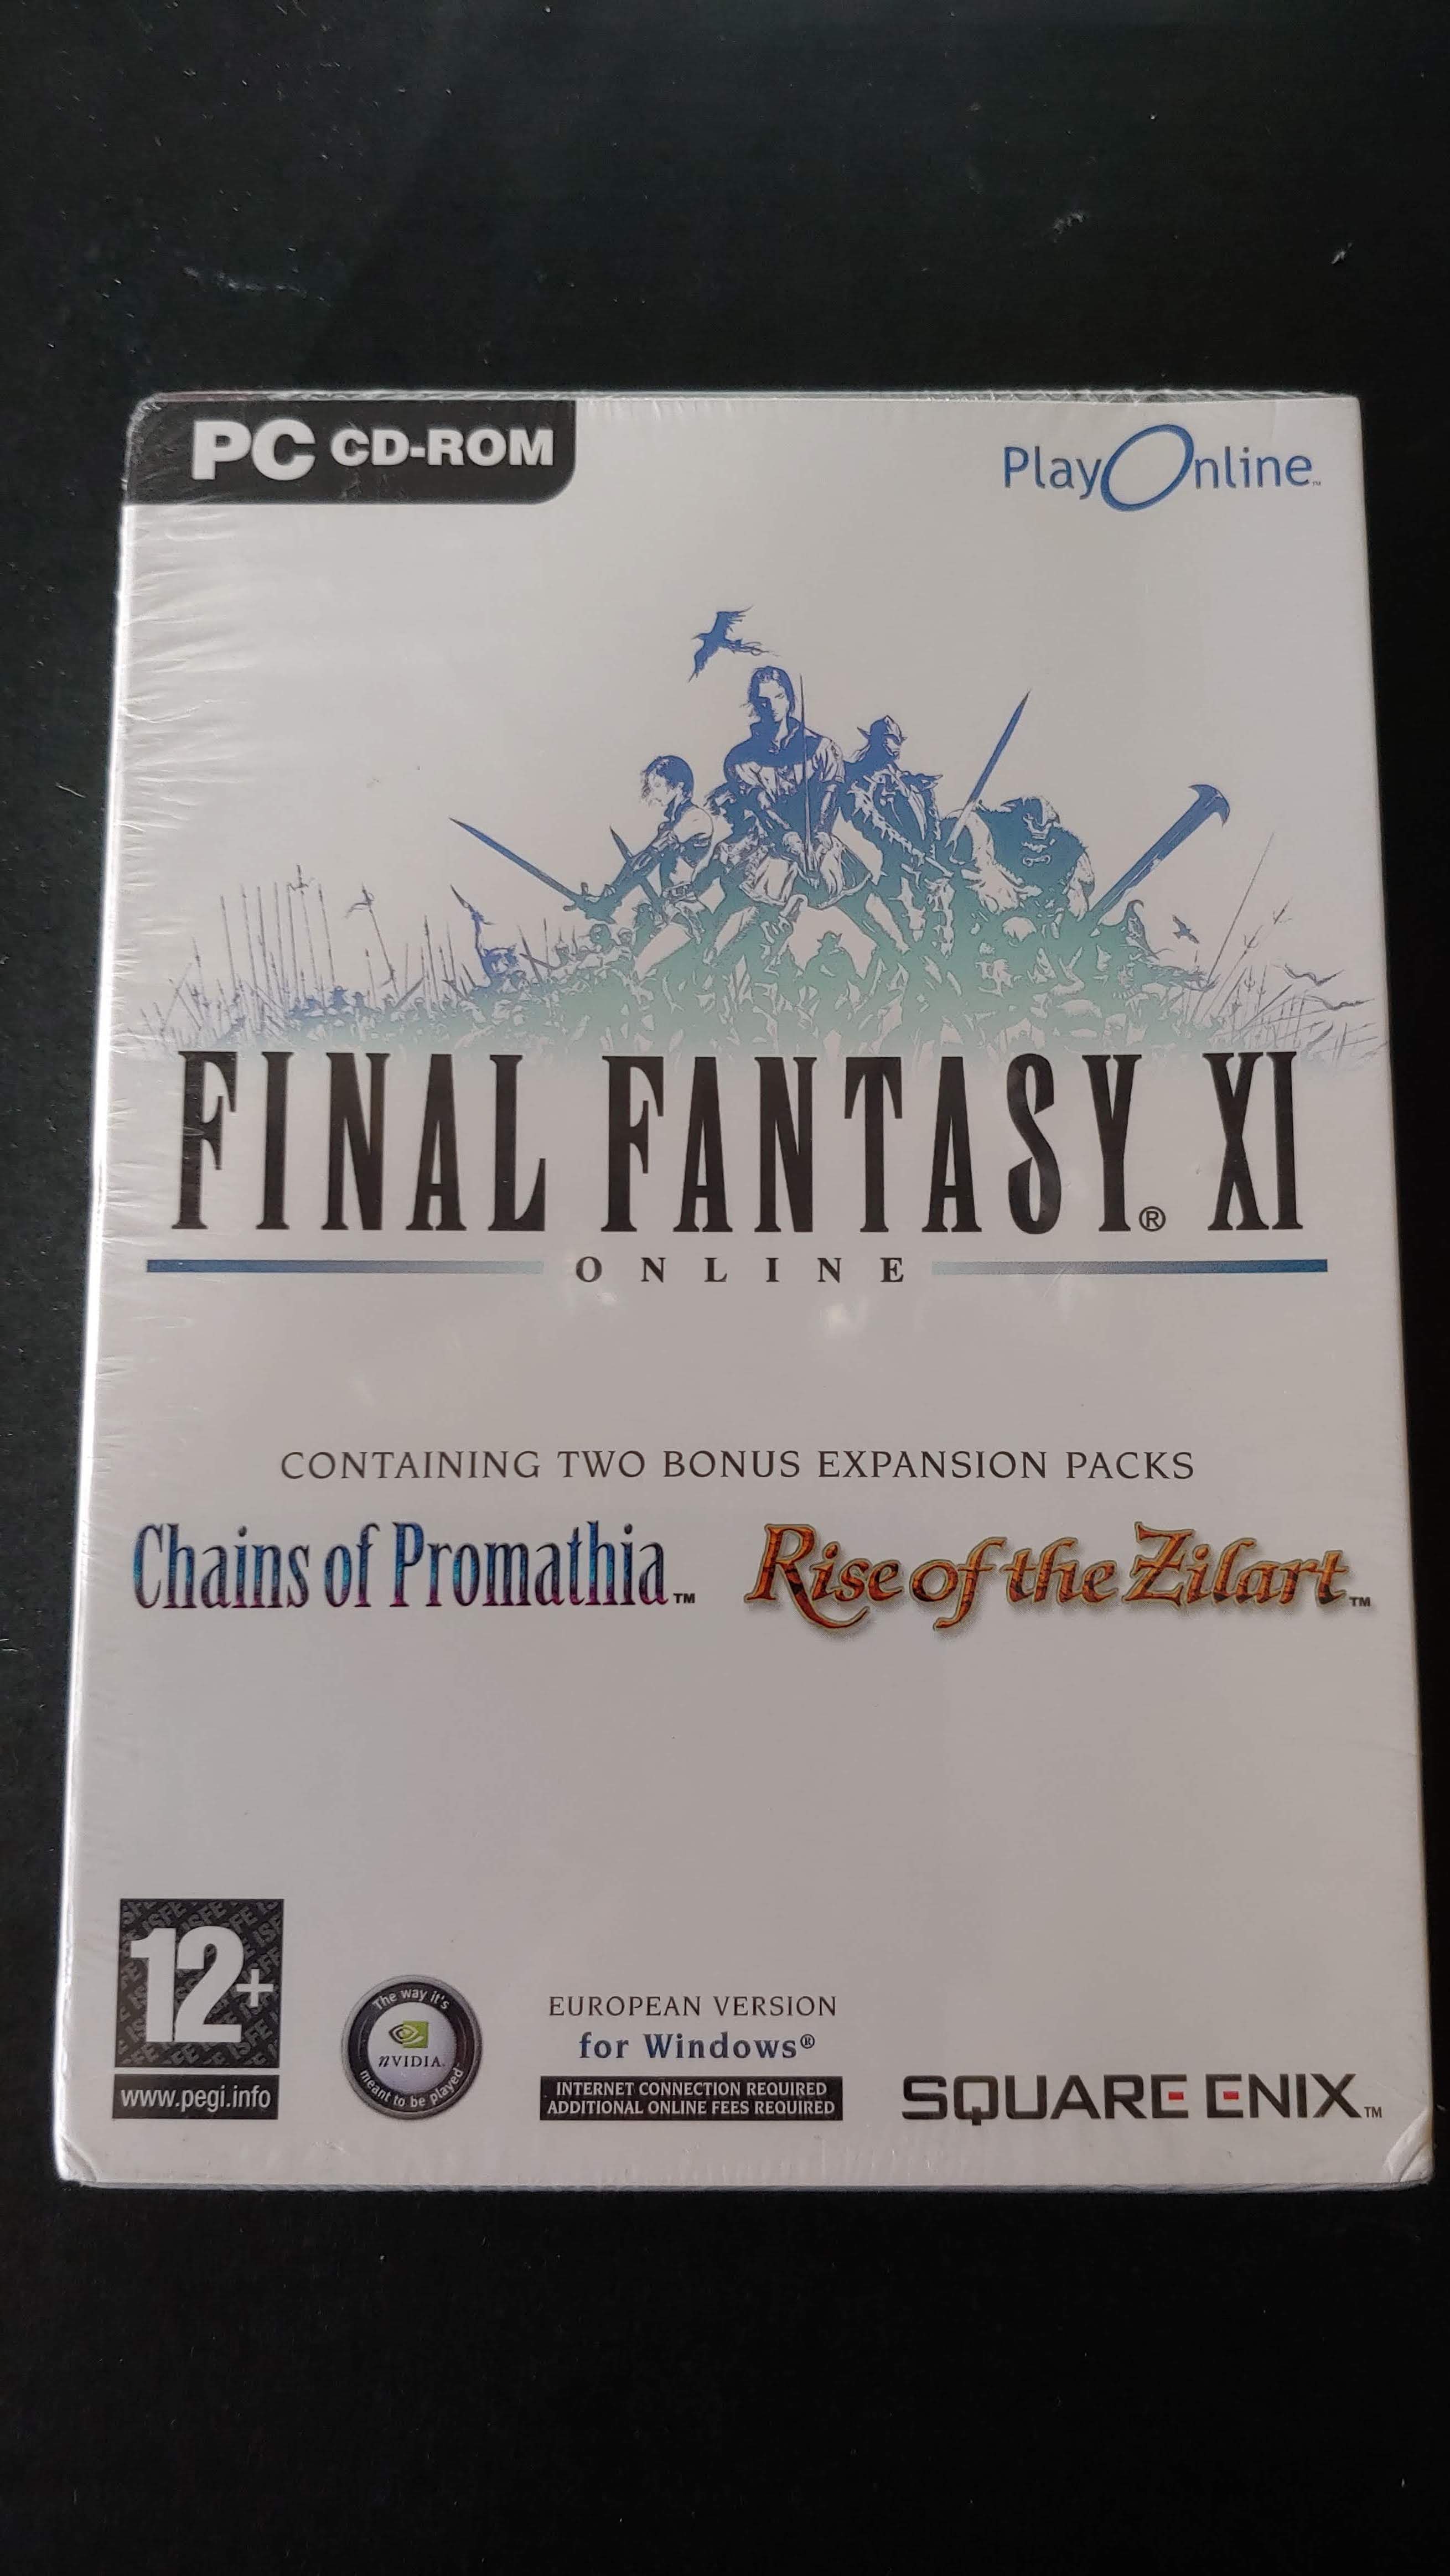 PC CD-ROM
PlayOnline™
FINAL FANTASY® XI
ONLINE
CONTAINING TWO BONUS EXPANSION PACKS
Chains of Promathia™
Rise of the Zilart™
12+
www.pegi.info
The way it's
nVIDIA
meant to be played
EUROPEAN VERSION
for Windows®
INTERNET CONNECTION REQUIRED
ADDITIONAL ONLINE FEES REQUIRED
SQUARE ENIX™